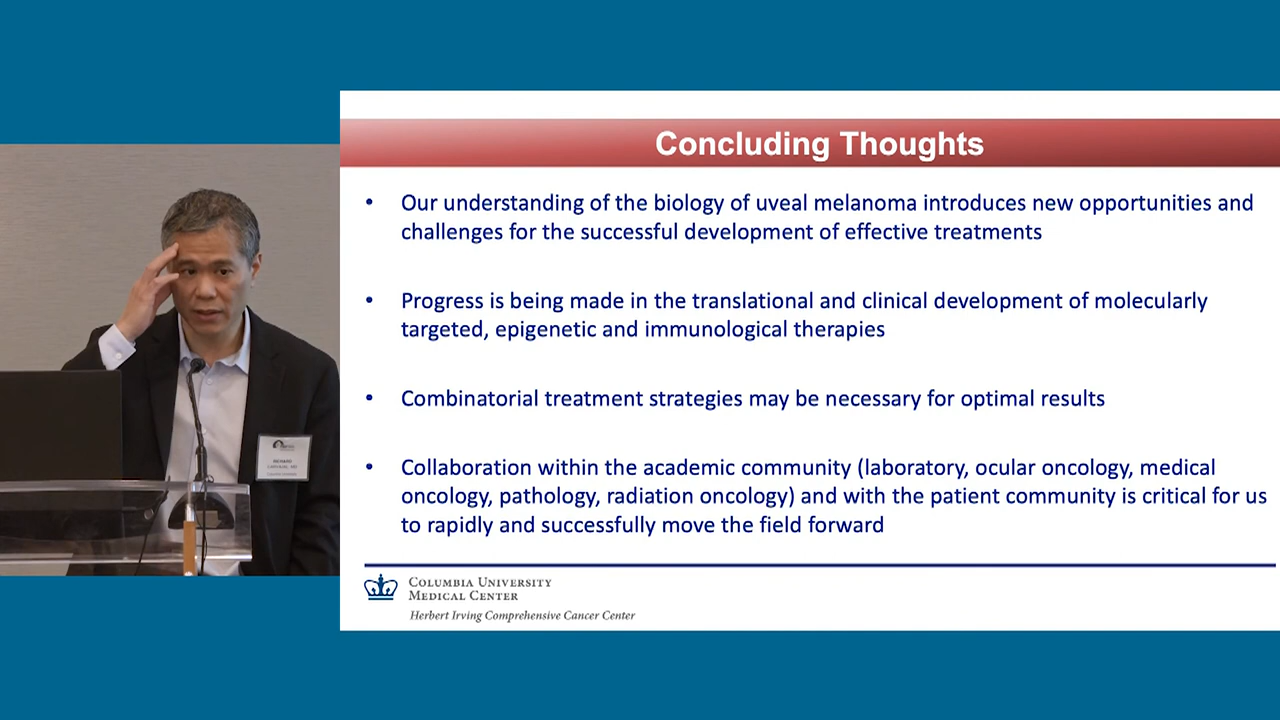 Concluding Thoughts
• Our understanding of the biology of uveal melanoma introduces new opportunities and
challenges for the successful development of effective treatments
• Progress is being made in the translational and clinical development of molecularly
targeted, epigenetic and immunological therapies
• Combinatorial treatment strategies may be necessary for optimal results
• Collaboration within the academic community (laboratory, ocular oncology, medical
oncology, pathology, radiation oncology) and with the patient community is critical for us
to rapidly and successfully move the field forward
COLUMBIA UNIVERSITY
MEDICAL CENTER
Herbert Irving Comprehensive Cancer Center
RICHARD